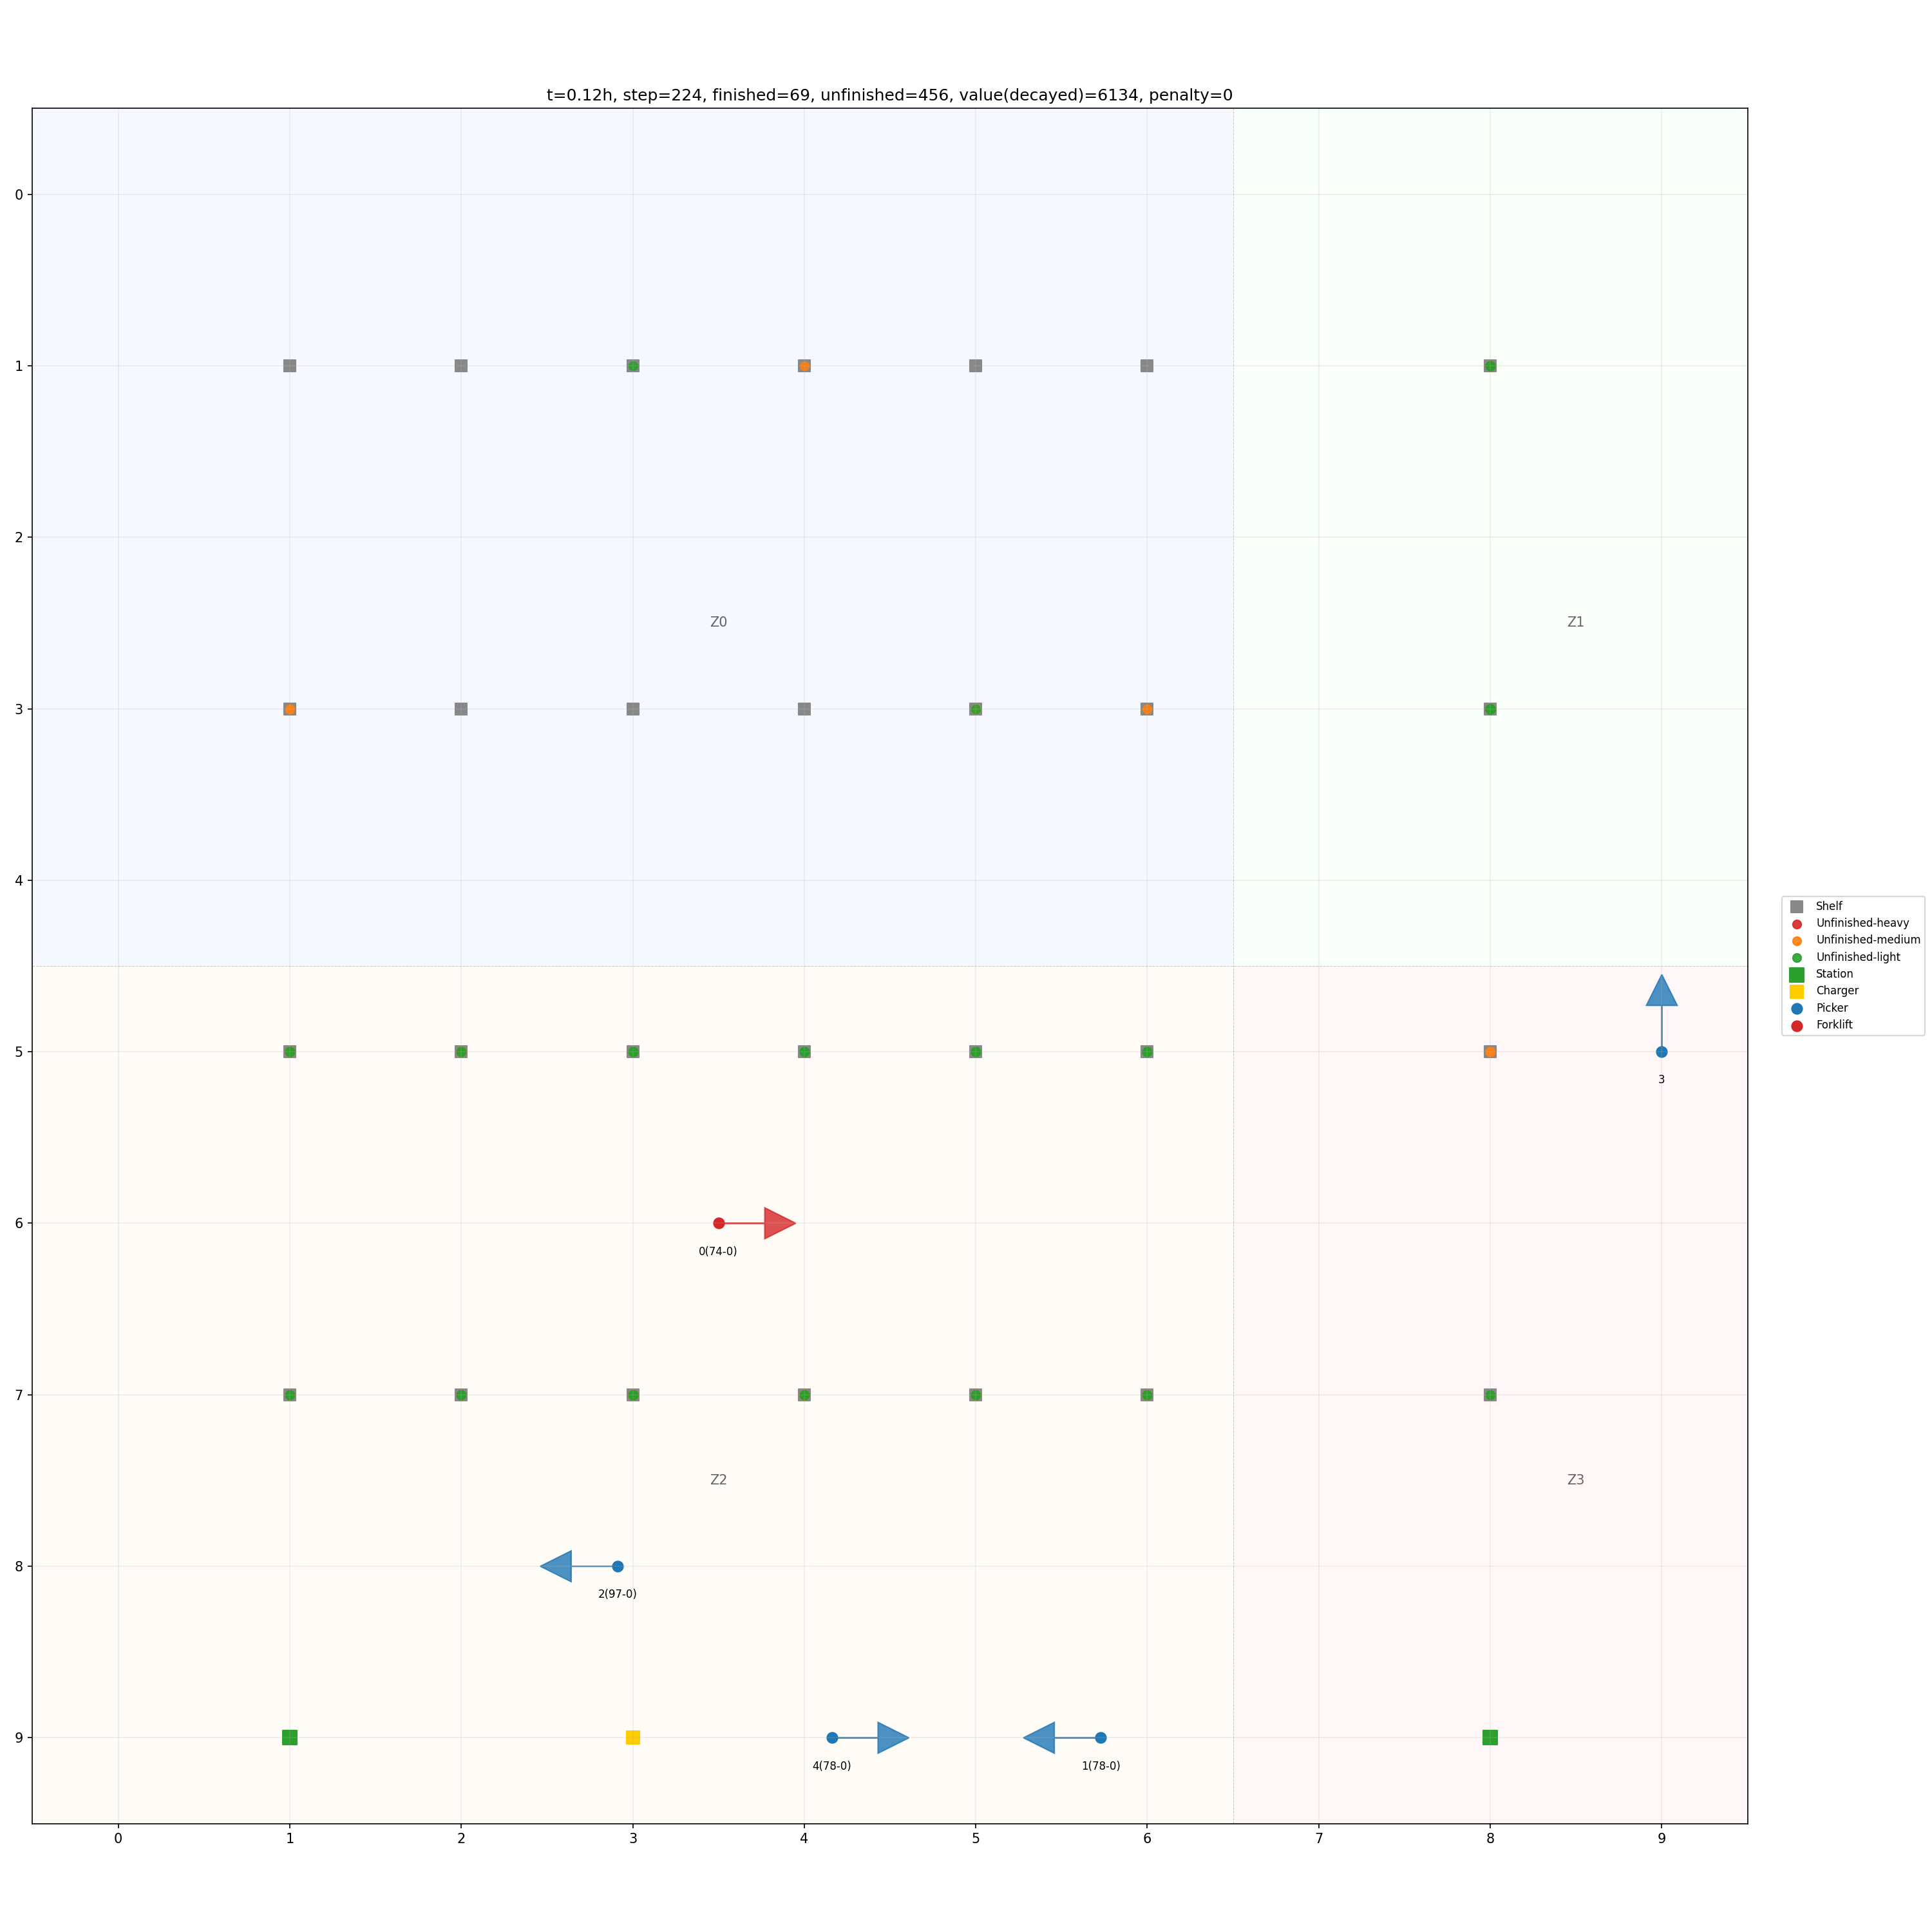 t=0.12h, step=224, finished=69, unfinished=456, value(decayed)=6134, penalty=0
0
1
2
Z0
Z1
3
4
Shelf
Unfinished-heavy
Unfinished-medium
Unfinished-light
Station
Charger
Picker
Forklift
5
3
6
0(74-0)
7
Z2
Z3
8
2(97-0)
9
4(78-0)
1(78-0)
0 1 2 3 4 5 6 7 8 9